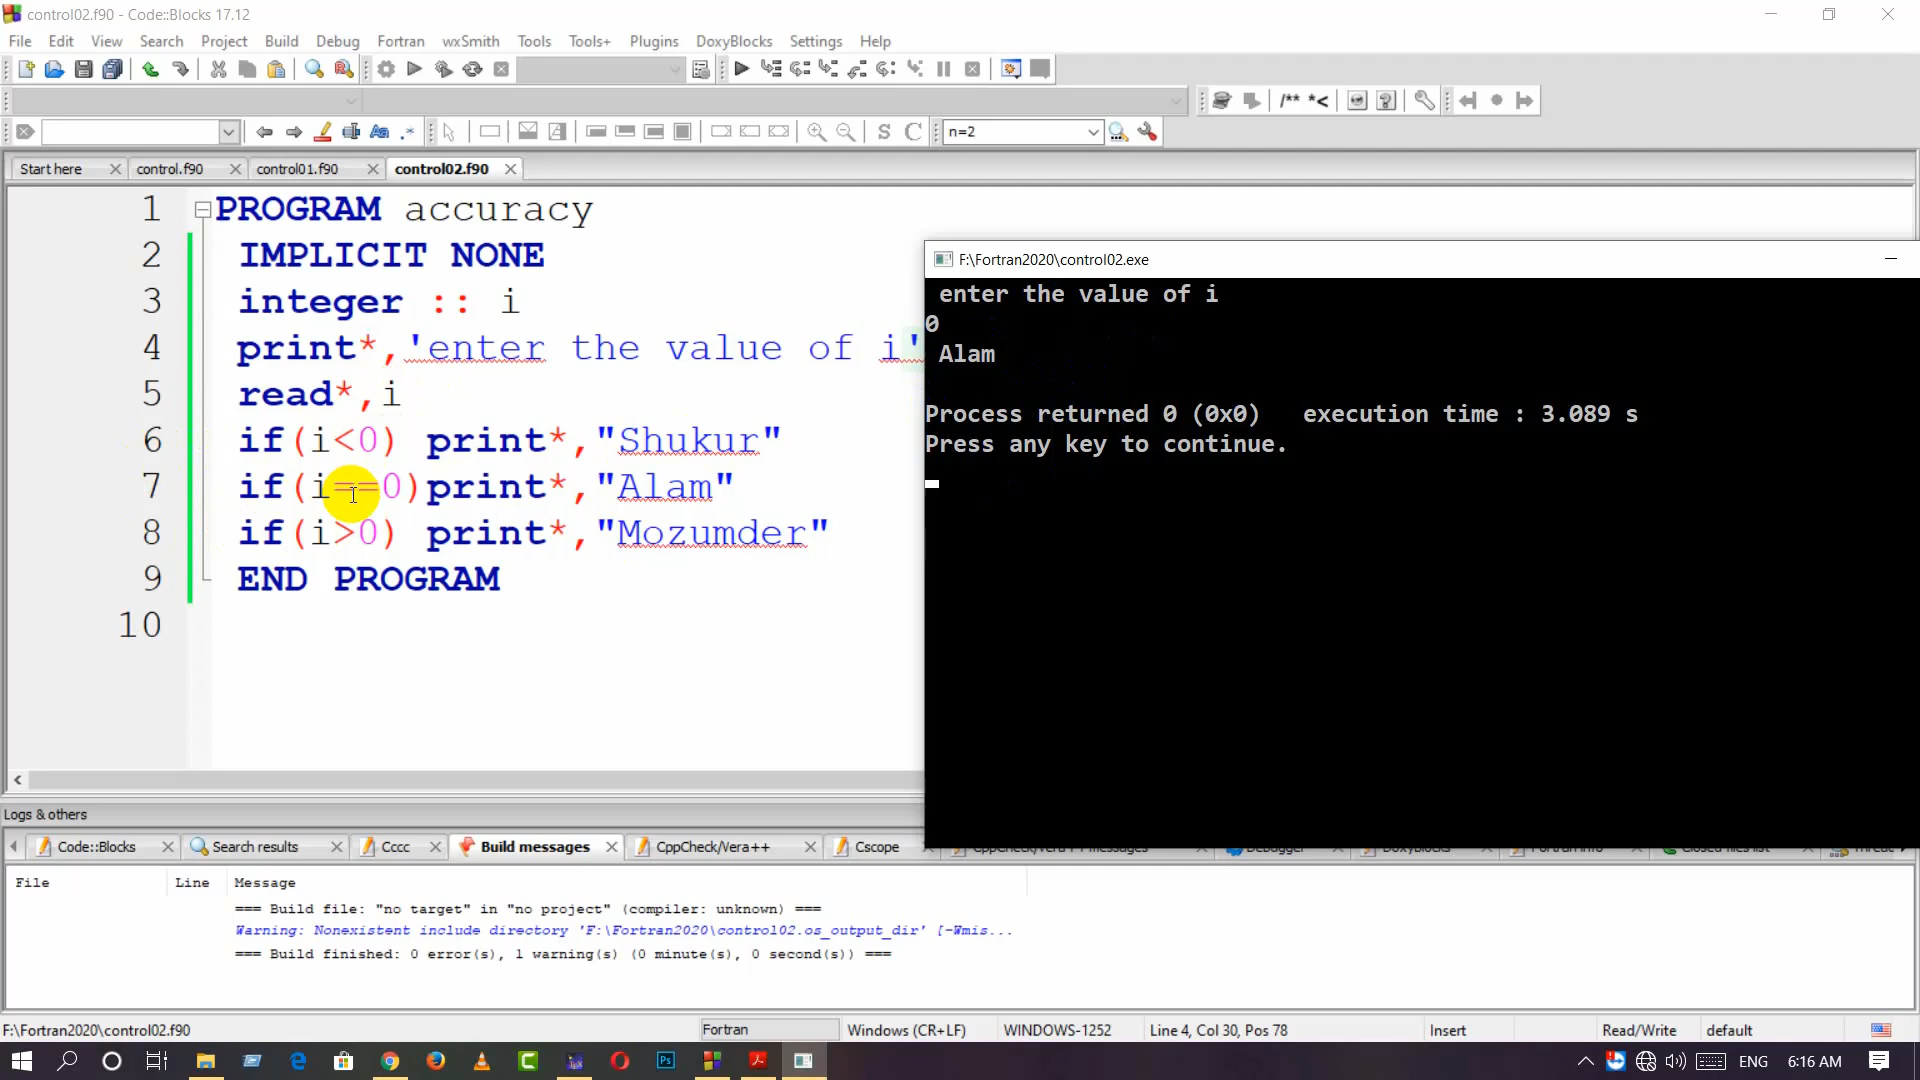 control02.f90 - Code::Blocks 17.12
File Edit View Search Project Build Debug Fortran wxSmith Tools Tools+ Plugins DoxyBlocks Settings Help
/** *<
n=2
Start here control.f90 control01.f90 control02.f90
1 PROGRAM accuracy
2 IMPLICIT NONE
3 integer :: i
4 print*,'enter the value of i'
5 read*,i
6 if(i<0) print*,"Shukur"
7 if(i==0)print*,"Alam"
8 if(i>0) print*,"Mozumder"
9 END PROGRAM
10
F:\Fortran2020\control02.exe
enter the value of i
0
Alam
Process returned 0 (0x0) execution time : 3.089 s
Press any key to continue.
Logs & others
Code::Blocks Search results Cccc Build messages CppCheck/Vera++ Cscope
File Line Message
=== Build file: "no target" in "no project" (compiler: unknown) ===
Warning: Nonexistent include directory 'F:\Fortran2020\control02.os_output_dir' [-Wmis...
=== Build finished: 0 error(s), 1 warning(s) (0 minute(s), 0 second(s)) ===
F:\Fortran2020\control02.f90 Fortran Windows (CR+LF) WINDOWS-1252 Line 4, Col 30, Pos 78 Insert Read/Write default
ENG 6:16 AM